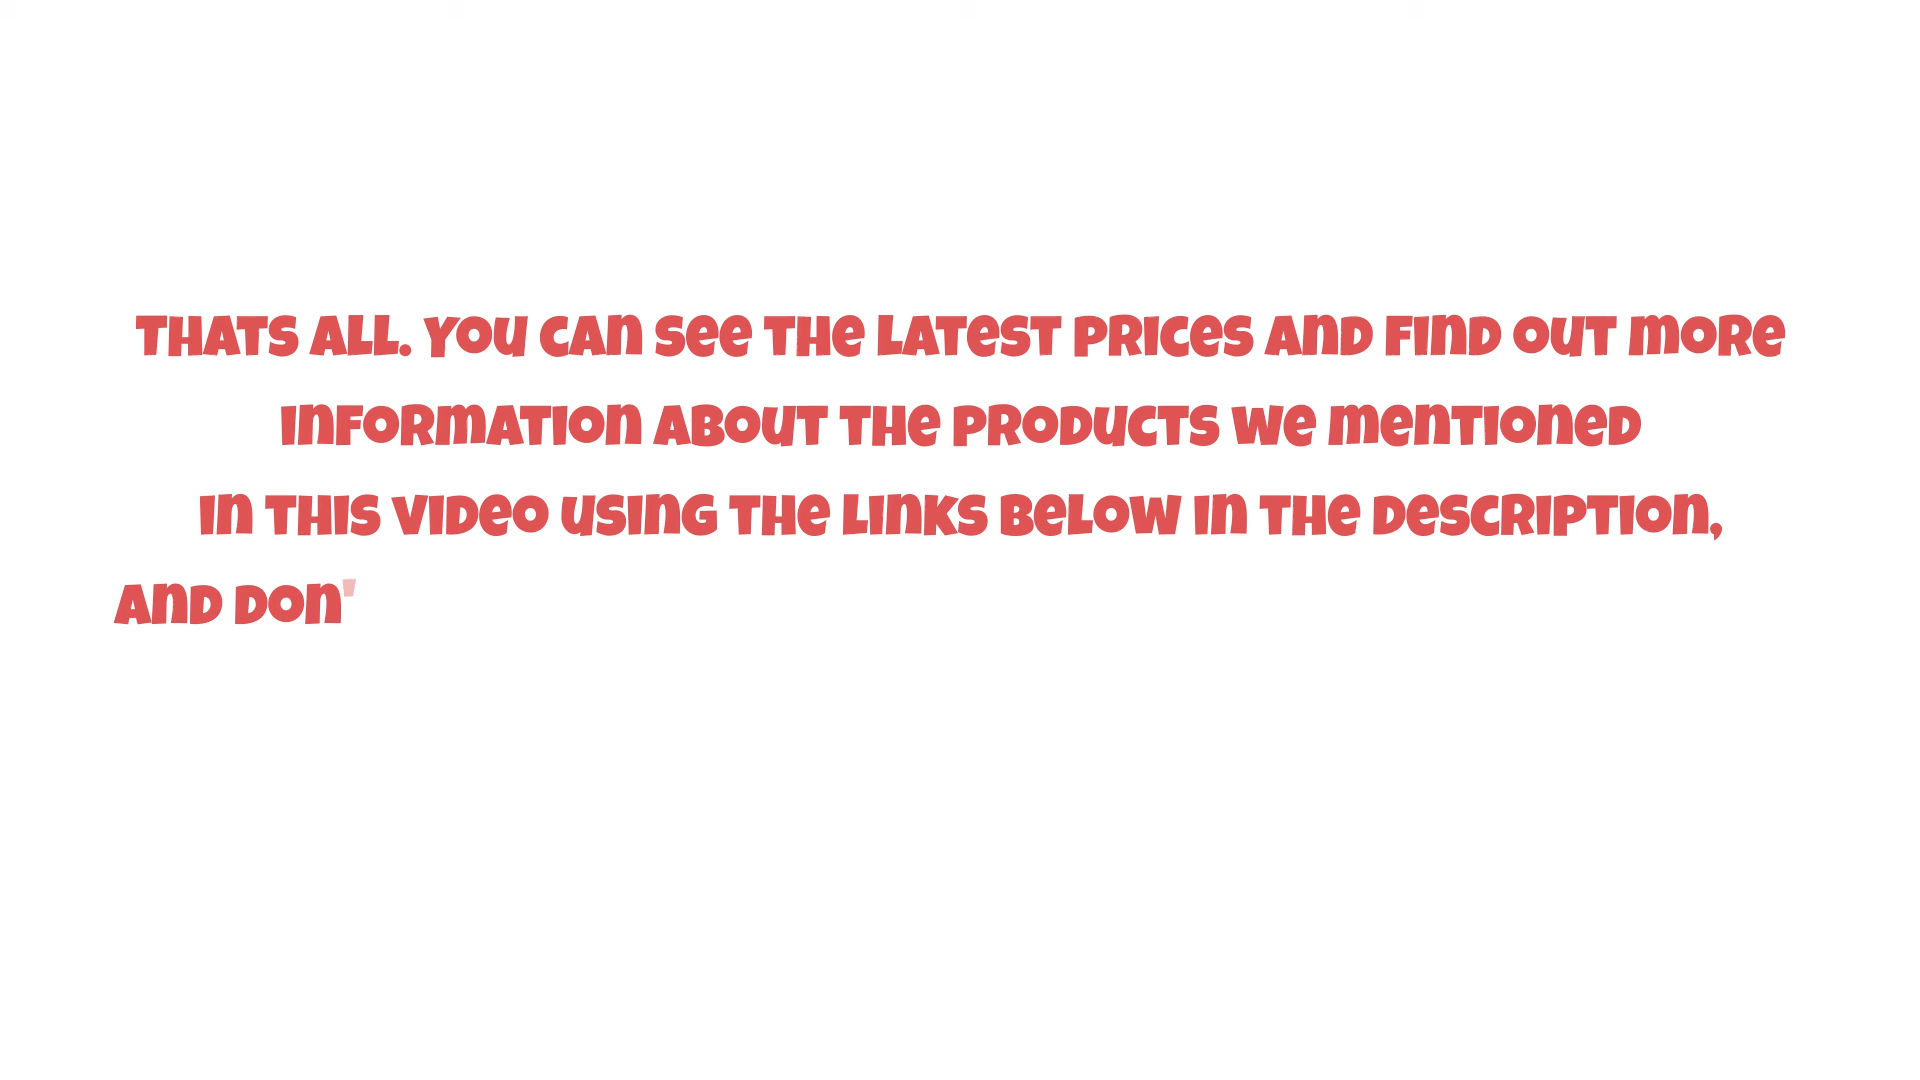 Thats all. You can see the latest prices and find out more
information about the products we mentioned
in this video using the links below in the description,
and don'